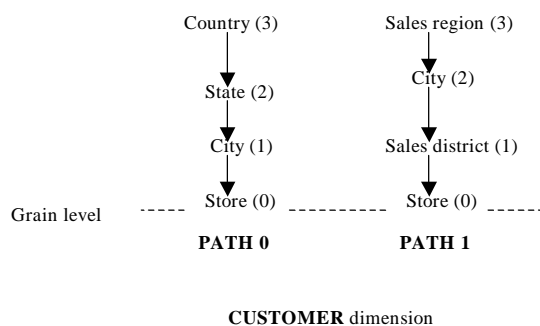 Country (3) Sales region (3)
City (2)
State (2)
City (1) Sales district (1)
Store (0) Store (0)
Grain level
PATH 0 PATH 1
CUSTOMER dimension